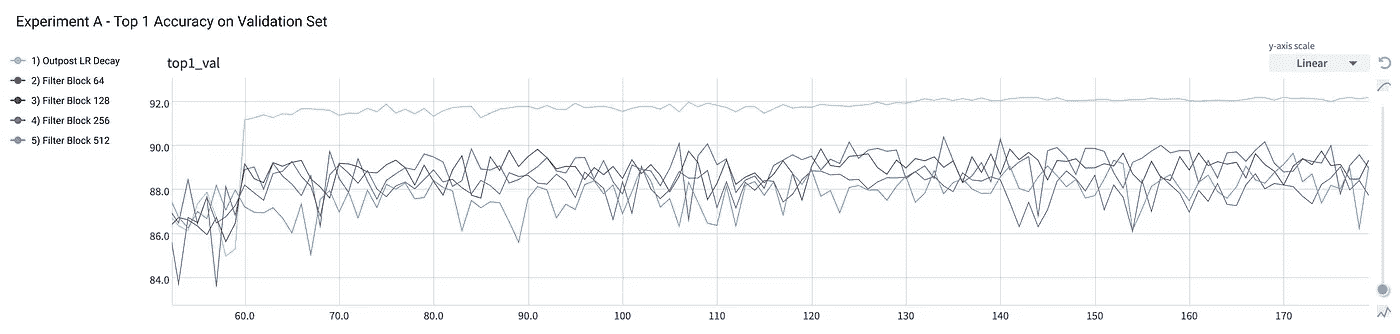 Experiment A - Top 1 Accuracy on Validation Set
y-axis scale
Linear
1) Outpost LR Decay
2) Filter Block 64
3) Filter Block 128
4) Filter Block 256
5) Filter Block 512
top1_val
92.0
90.0
88.0
86.0
84.0
60.0 70.0 80.0 90.0 100 110 120 130 140 150 160 170